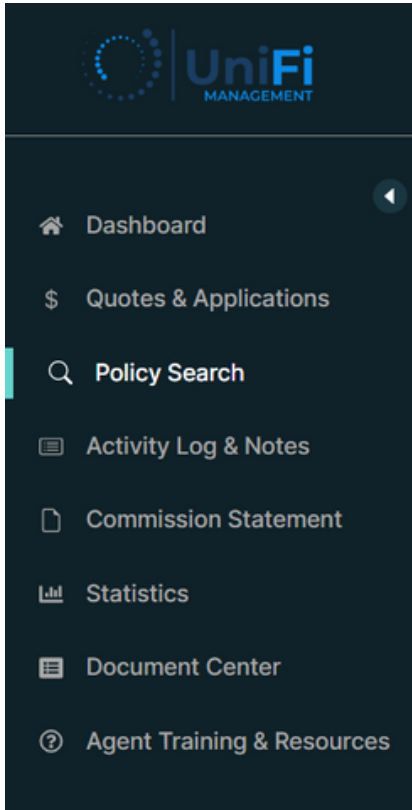 UniFi
MANAGEMENT
Dashboard
$ Quotes & Applications
Policy Search
Activity Log & Notes
Commission Statement
Statistics
Document Center
Agent Training & Resources